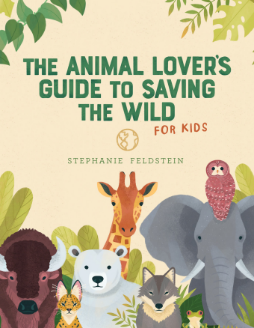 THE ANIMAL LOVER'S
GUIDE TO SAVING
THE WILD
FOR KIDS
STEPHANIE FELDSTEIN